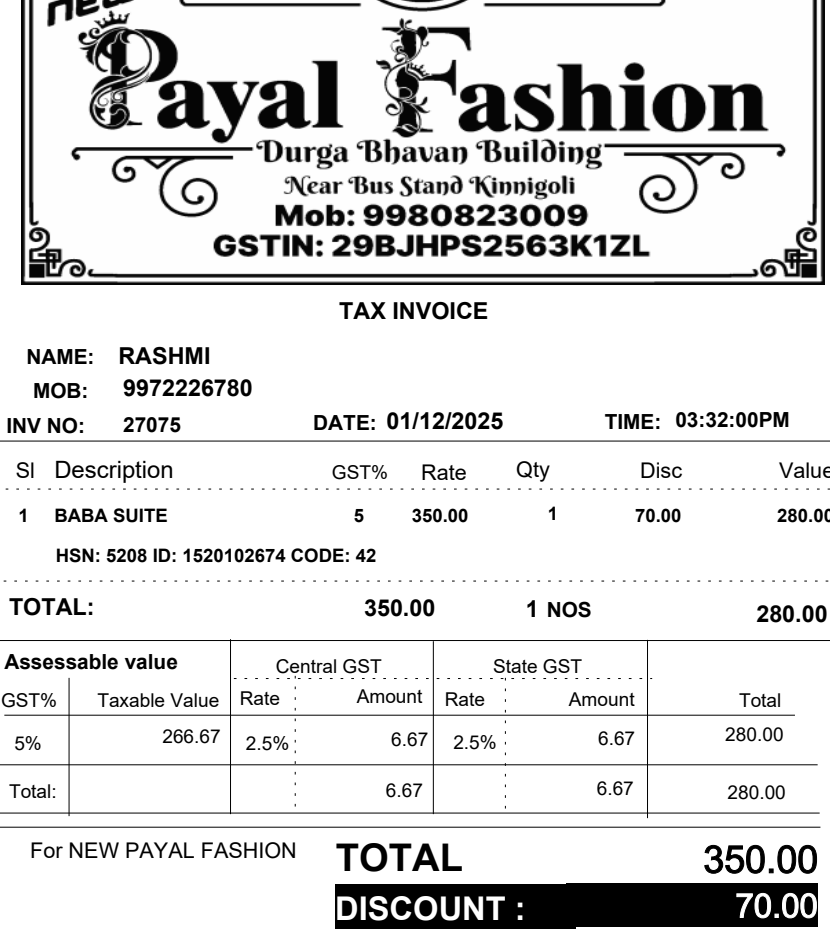 new
Payal Fashion
Durga Bhavan Building
Near Bus Stand Kinnigoli
Mob: 9980823009
GSTIN: 29BJHPS2563K1ZL
TAX INVOICE
NAME: RASHMI
MOB: 9972226780
INV NO: 27075 DATE: 01/12/2025 TIME: 03:32:00PM
Sl Description GST% Rate Qty Disc Value
1 BABA SUITE 5 350.00 1 70.00 280.00
HSN: 5208 ID: 1520102674 CODE: 42
TOTAL: 350.00 1 NOS 280.00
Assessable value Central GST State GST
GST% Taxable Value Rate Amount Rate Amount Total
5% 266.67 2.5% 6.67 2.5% 6.67 280.00
Total: 6.67 6.67 280.00
For NEW PAYAL FASHION TOTAL 350.00
DISCOUNT : 70.00